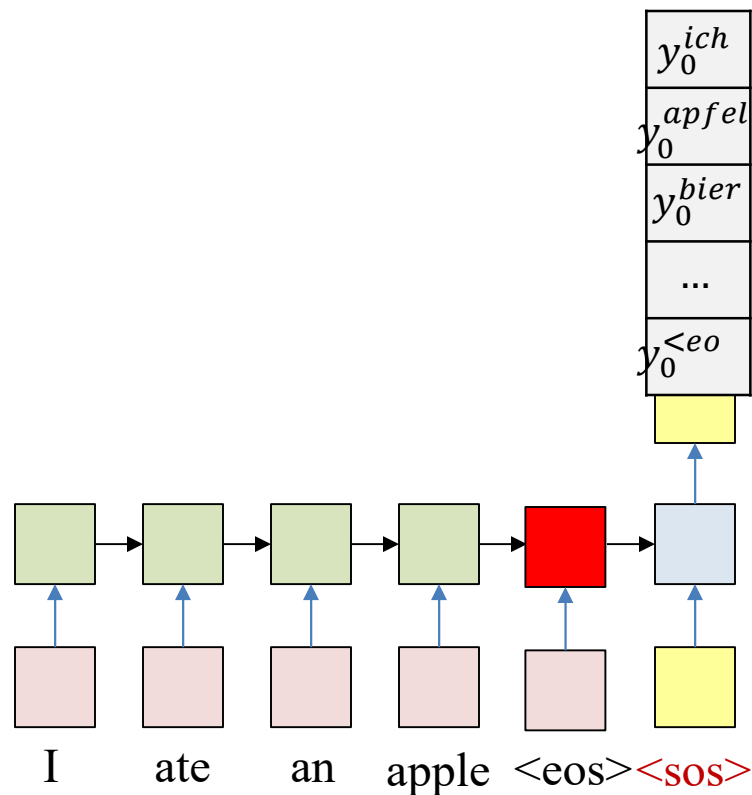 y_0^{ich}
y_0^{apfel}
y_0^{bier}
...
y_0^{<eo}
I ate an apple <eos> <sos>